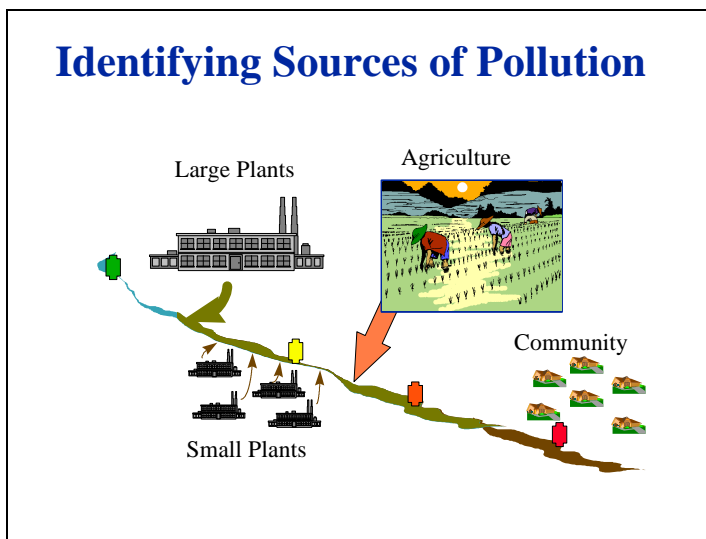 Identifying Sources of Pollution
Agriculture
Large Plants
Community
Small Plants